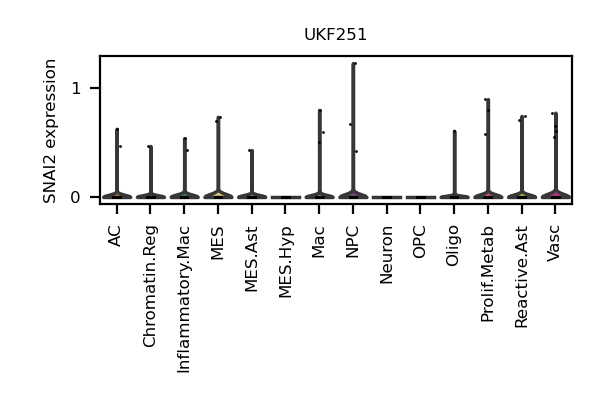 UKF251
SNAI2 expression
1
0
AC
Chromatin.Reg
Inflammatory.Mac
MES
MES.Ast
MES.Hyp
Mac
NPC
Neuron
OPC
Oligo
Prolif.Metab
Reactive.Ast
Vasc